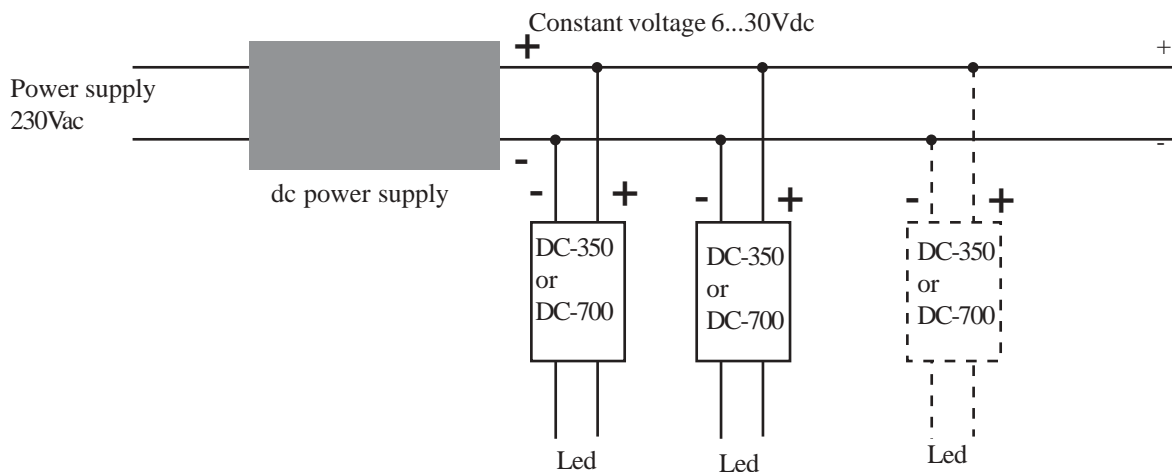 Constant voltage 6...30Vdc
+
+
Power supply
230Vac
-
-
dc power supply
-
+
-
+
-
+
DC-350
or
DC-700
DC-350
or
DC-700
DC-350
or
DC-700
Led
Led
Led